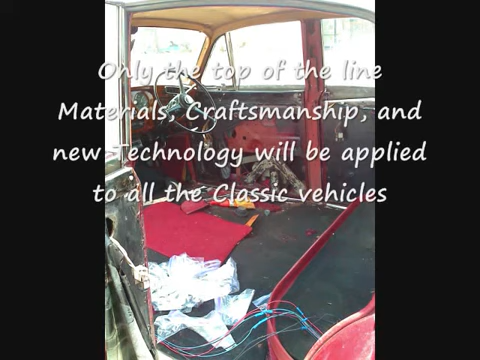 Only the top of the line
Materials, Craftsmanship, and
new Technology will be applied
to all the Classic vehicles